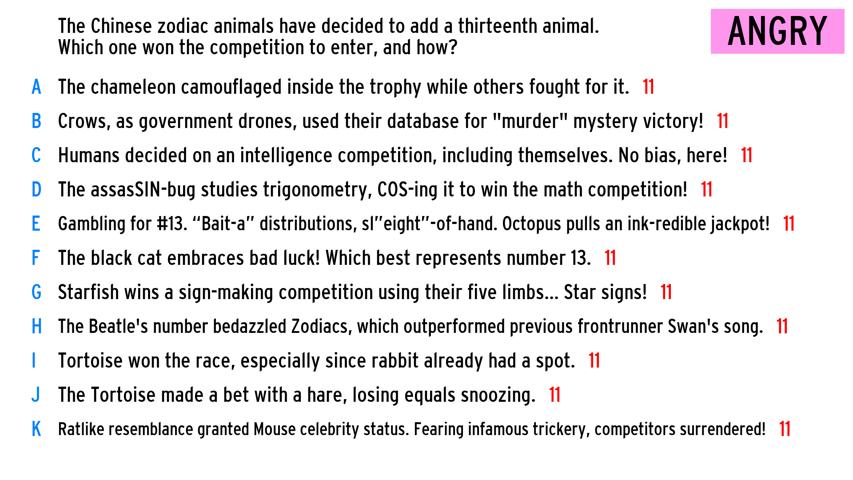 The Chinese zodiac animals have decided to add a thirteenth animal.
Which one won the competition to enter, and how?
ANGRY
A The chameleon camouflaged inside the trophy while others fought for it. 11
B Crows, as government drones, used their database for "murder" mystery victory! 11
C Humans decided on an intelligence competition, including themselves. No bias, here! 11
D The assasSIN-bug studies trigonometry, COS-ing it to win the math competition! 11
E Gambling for #13. “Bait-a” distributions, sl”eight”-of-hand. Octopus pulls an ink-redible jackpot! 11
F The black cat embraces bad luck! Which best represents number 13. 11
G Starfish wins a sign-making competition using their five limbs... Star signs! 11
H The Beatle's number bedazzled Zodiacs, which outperformed previous frontrunner Swan's song. 11
I Tortoise won the race, especially since rabbit already had a spot. 11
J The Tortoise made a bet with a hare, losing equals snoozing. 11
K Ratlike resemblance granted Mouse celebrity status. Fearing infamous trickery, competitors surrendered! 11